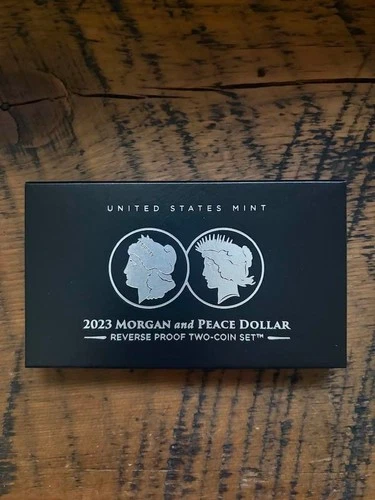 UNITED STATES MINT
2023 MORGAN and PEACE DOLLAR
REVERSE PROOF TWO-COIN SET™